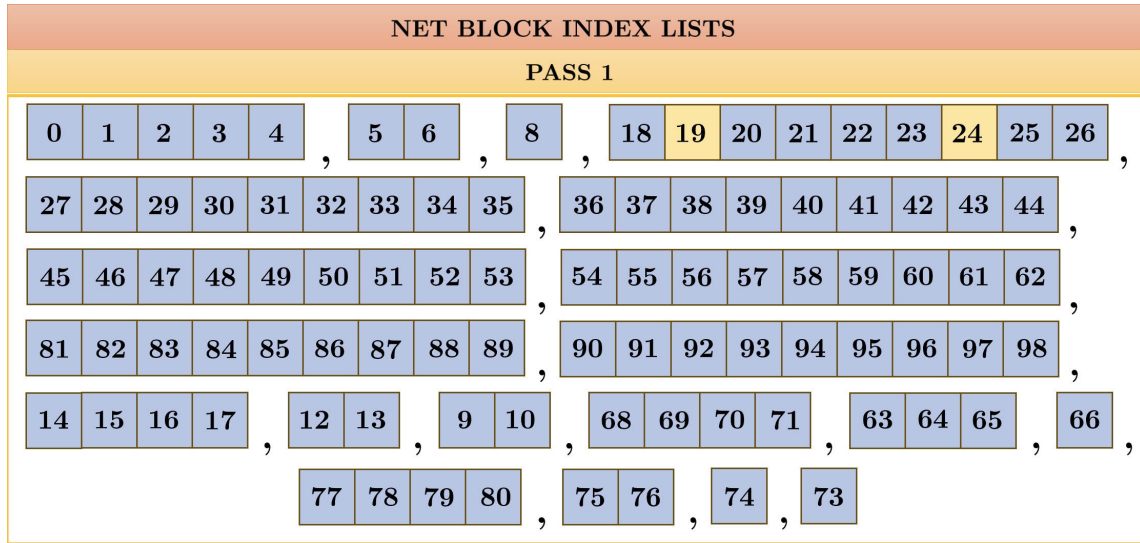 NET BLOCK INDEX LISTS
PASS 1
0 1 2 3 4 , 5 6 , 8 , 18 19 20 21 22 23 24 25 26 ,
27 28 29 30 31 32 33 34 35 , 36 37 38 39 40 41 42 43 44 ,
45 46 47 48 49 50 51 52 53 , 54 55 56 57 58 59 60 61 62 ,
81 82 83 84 85 86 87 88 89 , 90 91 92 93 94 95 96 97 98 ,
14 15 16 17 , 12 13 , 9 10 , 68 69 70 71 , 63 64 65 , 66 ,
77 78 79 80 , 75 76 , 74 , 73